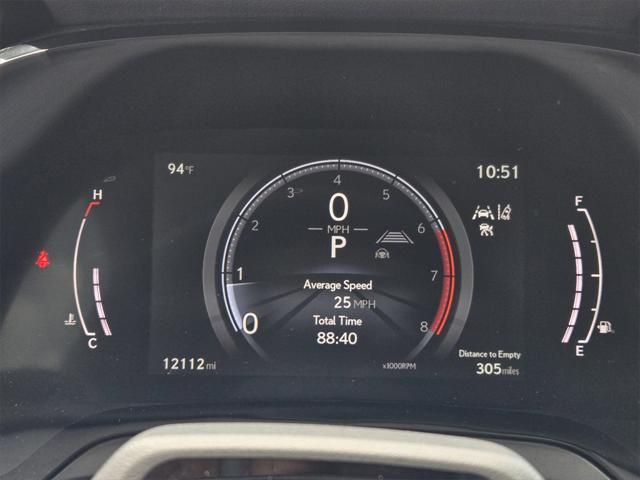 94°F
10:51
H
F
4
3
5
2
6
1
7
0
8
0
MPH
P
Average Speed
25 MPH
Total Time
88:40
C
E
12112 mi
x1000RPM
Distance to Empty
305 miles